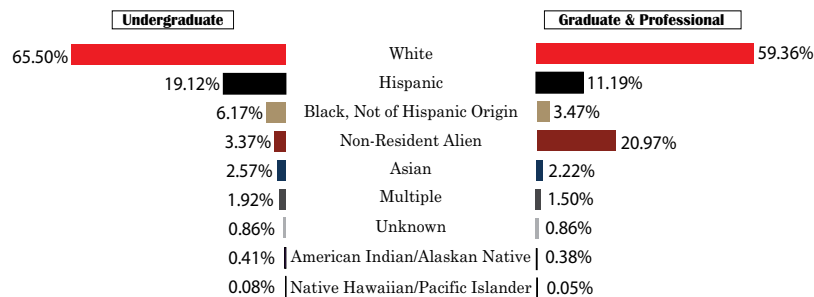 Undergraduate Graduate & Professional
65.50% White 59.36%
19.12% Hispanic 11.19%
6.17% Black, Not of Hispanic Origin 3.47%
3.37% Non-Resident Alien 20.97%
2.57% Asian 2.22%
1.92% Multiple 1.50%
0.86% Unknown 0.86%
0.41% American Indian/Alaskan Native 0.38%
0.08% Native Hawaiian/Pacific Islander 0.05%